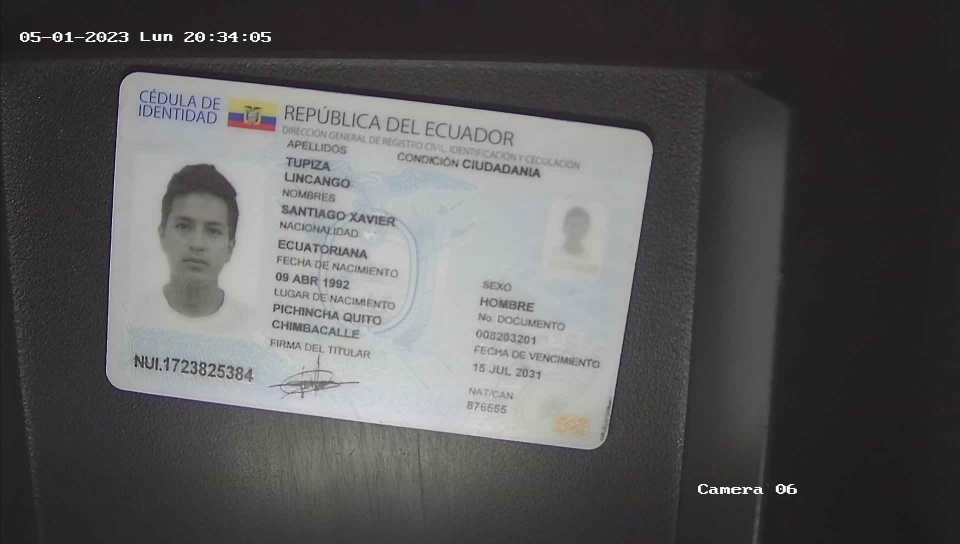 05-01-2023 Lun 20:34:05
CÉDULA DE
IDENTIDAD
REPÚBLICA DEL ECUADOR
DIRECCIÓN GENERAL DE REGISTRO CIVIL, IDENTIFICACIÓN Y CEDULACIÓN
APELLIDOS
CONDICIÓN CIUDADANIA
TUPIZA
LINCANGO
NOMBRES
SANTIAGO XAVIER
NACIONALIDAD
ECUATORIANA
FECHA DE NACIMIENTO
09 ABR 1992
LUGAR DE NACIMIENTO
PICHINCHA QUITO
CHIMBACALLE
FIRMA DEL TITULAR
SEXO
HOMBRE
No. DOCUMENTO
008203201
FECHA DE VENCIMIENTO
15 JUL 2031
NAT/CAN
876555
NUI.1723825384
Camera 06